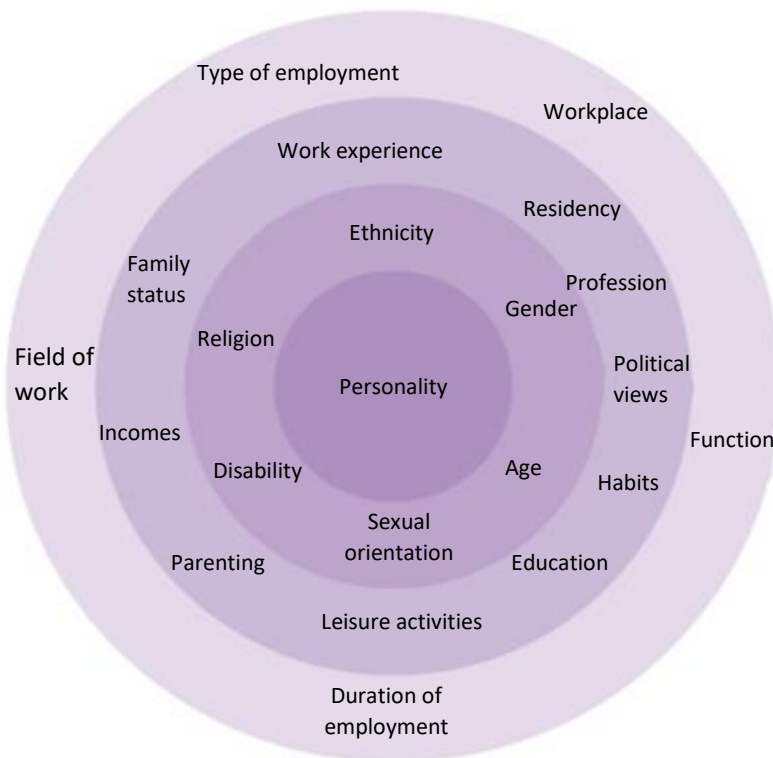 Type of employment
Workplace
Work experience
Residency
Ethnicity
Family
status
Profession
Gender
Religion
Field of
work
Personality
Political
views
Incomes
Function
Disability
Age
Habits
Sexual
orientation
Parenting
Education
Leisure activities
Duration of
employment